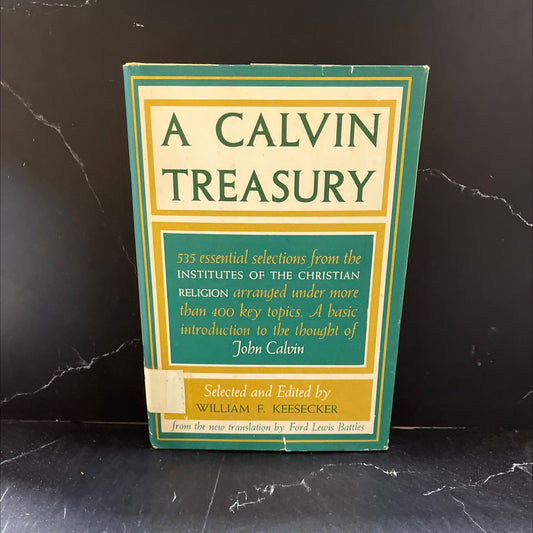 A CALVIN
TREASURY
535 essential selections from the
INSTITUTES OF THE CHRISTIAN
RELIGION arranged under more
than 400 key topics. A basic
introduction to the thought of
John Calvin
Selected and Edited by
WILLIAM F. KEESECKER
from the new translation by Ford Lewis Battles